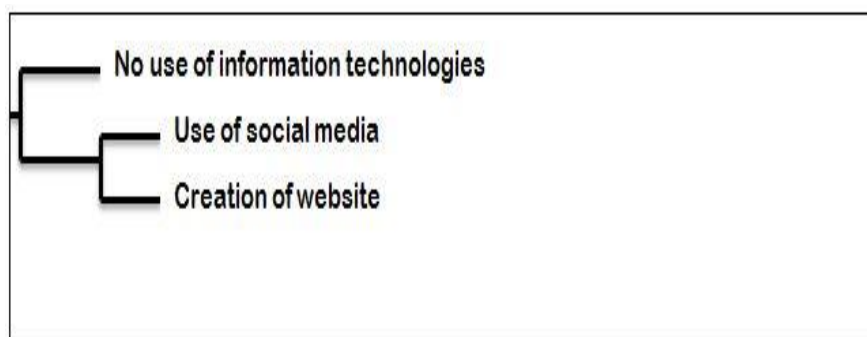 No use of information technologies
Use of social media
Creation of website